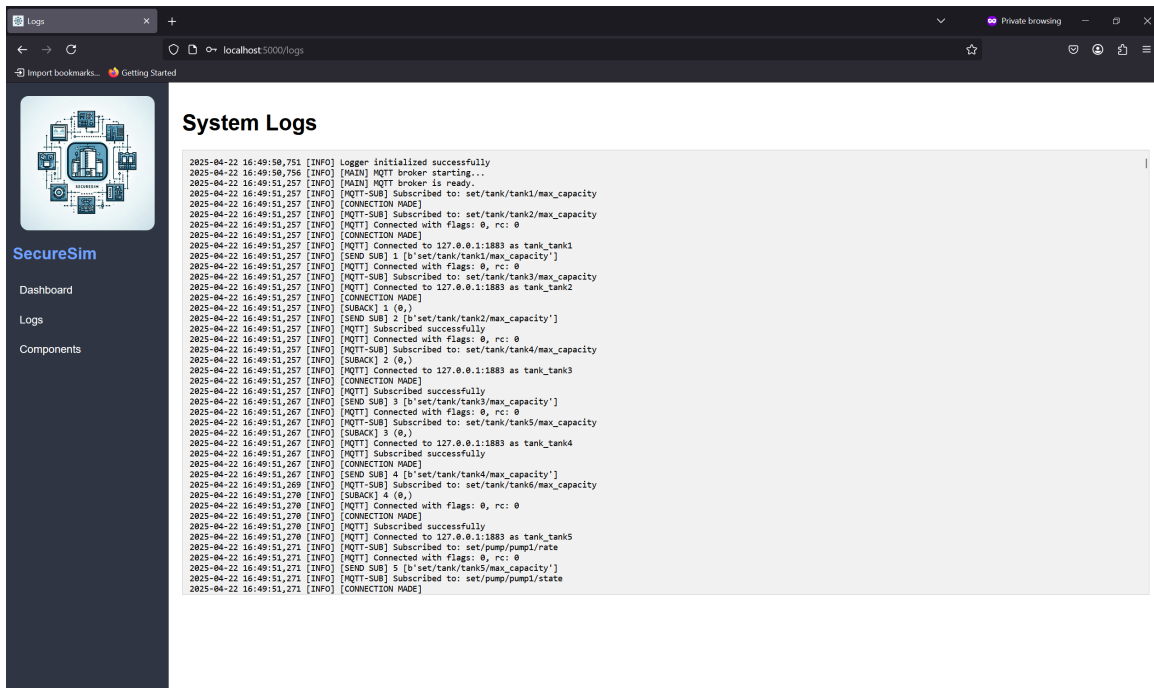 Logs
Private browsing
localhost:5000/logs
Import bookmarks...
Getting Started
SECURESIM
SecureSim
Dashboard
Logs
Components
System Logs
2025-04-22 16:49:50,751 [INFO] Logger initialized successfully
2025-04-22 16:49:50,756 [INFO] [MAIN] MQTT broker starting...
2025-04-22 16:49:51,257 [INFO] [MAIN] MQTT broker is ready.
2025-04-22 16:49:51,257 [INFO] [MQTT-SUB] Subscribed to: set/tank/tank1/max_capacity
2025-04-22 16:49:51,257 [INFO] [CONNECTION MADE]
2025-04-22 16:49:51,257 [INFO] [MQTT-SUB] Subscribed to: set/tank/tank2/max_capacity
2025-04-22 16:49:51,257 [INFO] [MQTT] Connected with flags: 0, rc: 0
2025-04-22 16:49:51,257 [INFO] [CONNECTION MADE]
2025-04-22 16:49:51,257 [INFO] [MQTT] Connected to 127.0.0.1:1883 as tank_tank1
2025-04-22 16:49:51,257 [INFO] [SEND SUB] 1 [b'set/tank/tank1/max_capacity']
2025-04-22 16:49:51,257 [INFO] [MQTT] Connected with flags: 0, rc: 0
2025-04-22 16:49:51,257 [INFO] [MQTT-SUB] Subscribed to: set/tank/tank3/max_capacity
2025-04-22 16:49:51,257 [INFO] [MQTT] Connected to 127.0.0.1:1883 as tank_tank2
2025-04-22 16:49:51,257 [INFO] [CONNECTION MADE]
2025-04-22 16:49:51,257 [INFO] [SUBACK] 1 (0,)
2025-04-22 16:49:51,257 [INFO] [SEND SUB] 2 [b'set/tank/tank2/max_capacity']
2025-04-22 16:49:51,257 [INFO] [MQTT] Subscribed successfully
2025-04-22 16:49:51,257 [INFO] [MQTT] Connected with flags: 0, rc: 0
2025-04-22 16:49:51,257 [INFO] [MQTT-SUB] Subscribed to: set/tank/tank4/max_capacity
2025-04-22 16:49:51,257 [INFO] [SUBACK] 2 (0,)
2025-04-22 16:49:51,257 [INFO] [MQTT] Connected to 127.0.0.1:1883 as tank_tank3
2025-04-22 16:49:51,257 [INFO] [CONNECTION MADE]
2025-04-22 16:49:51,257 [INFO] [MQTT] Subscribed successfully
2025-04-22 16:49:51,267 [INFO] [SEND SUB] 3 [b'set/tank/tank3/max_capacity']
2025-04-22 16:49:51,267 [INFO] [MQTT] Connected with flags: 0, rc: 0
2025-04-22 16:49:51,267 [INFO] [MQTT-SUB] Subscribed to: set/tank/tank5/max_capacity
2025-04-22 16:49:51,267 [INFO] [SUBACK] 3 (0,)
2025-04-22 16:49:51,267 [INFO] [MQTT] Connected to 127.0.0.1:1883 as tank_tank4
2025-04-22 16:49:51,267 [INFO] [MQTT] Subscribed successfully
2025-04-22 16:49:51,267 [INFO] [CONNECTION MADE]
2025-04-22 16:49:51,267 [INFO] [SEND SUB] 4 [b'set/tank/tank4/max_capacity']
2025-04-22 16:49:51,269 [INFO] [MQTT-SUB] Subscribed to: set/tank/tank6/max_capacity
2025-04-22 16:49:51,270 [INFO] [SUBACK] 4 (0,)
2025-04-22 16:49:51,270 [INFO] [MQTT] Connected with flags: 0, rc: 0
2025-04-22 16:49:51,270 [INFO] [CONNECTION MADE]
2025-04-22 16:49:51,270 [INFO] [MQTT] Subscribed successfully
2025-04-22 16:49:51,270 [INFO] [MQTT] Connected to 127.0.0.1:1883 as tank_tank5
2025-04-22 16:49:51,271 [INFO] [MQTT-SUB] Subscribed to: set/pump/pump1/rate
2025-04-22 16:49:51,271 [INFO] [MQTT] Connected with flags: 0, rc: 0
2025-04-22 16:49:51,271 [INFO] [SEND SUB] 5 [b'set/tank/tank5/max_capacity']
2025-04-22 16:49:51,271 [INFO] [MQTT-SUB] Subscribed to: set/pump/pump1/state
2025-04-22 16:49:51,271 [INFO] [CONNECTION MADE]